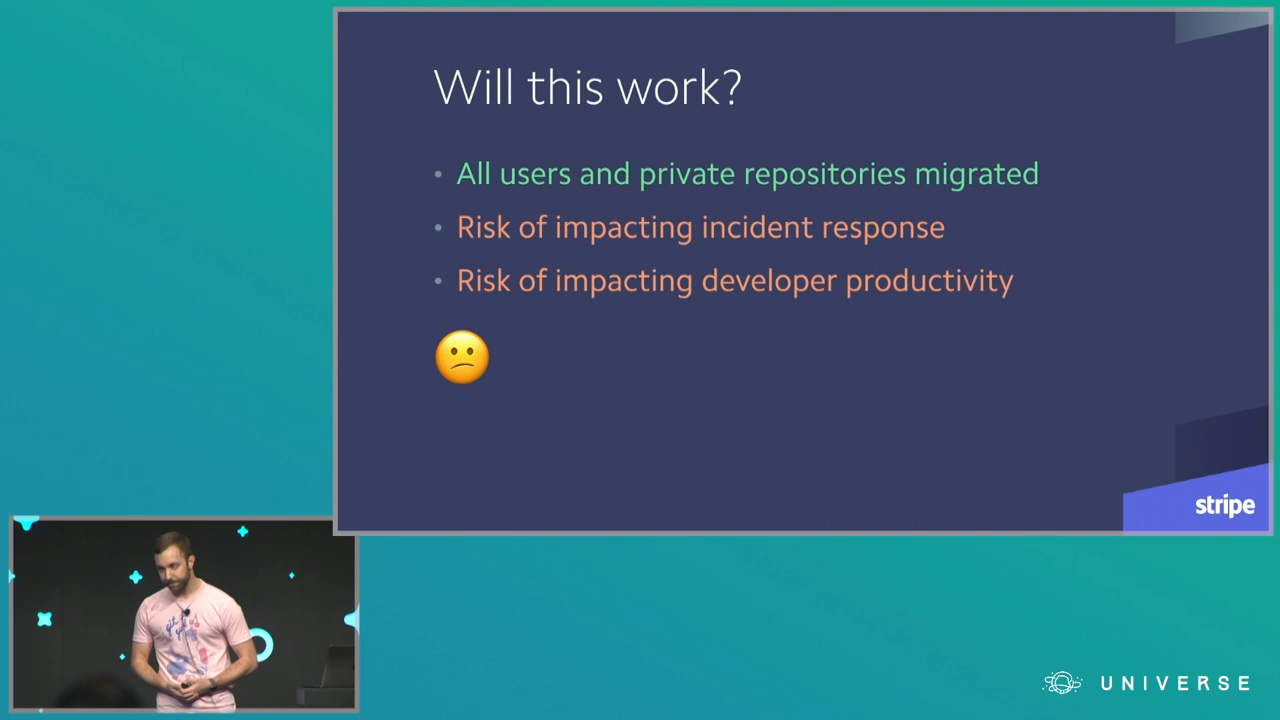 Will this work?
• All users and private repositories migrated
• Risk of impacting incident response
• Risk of impacting developer productivity
stripe
UNIVERSE